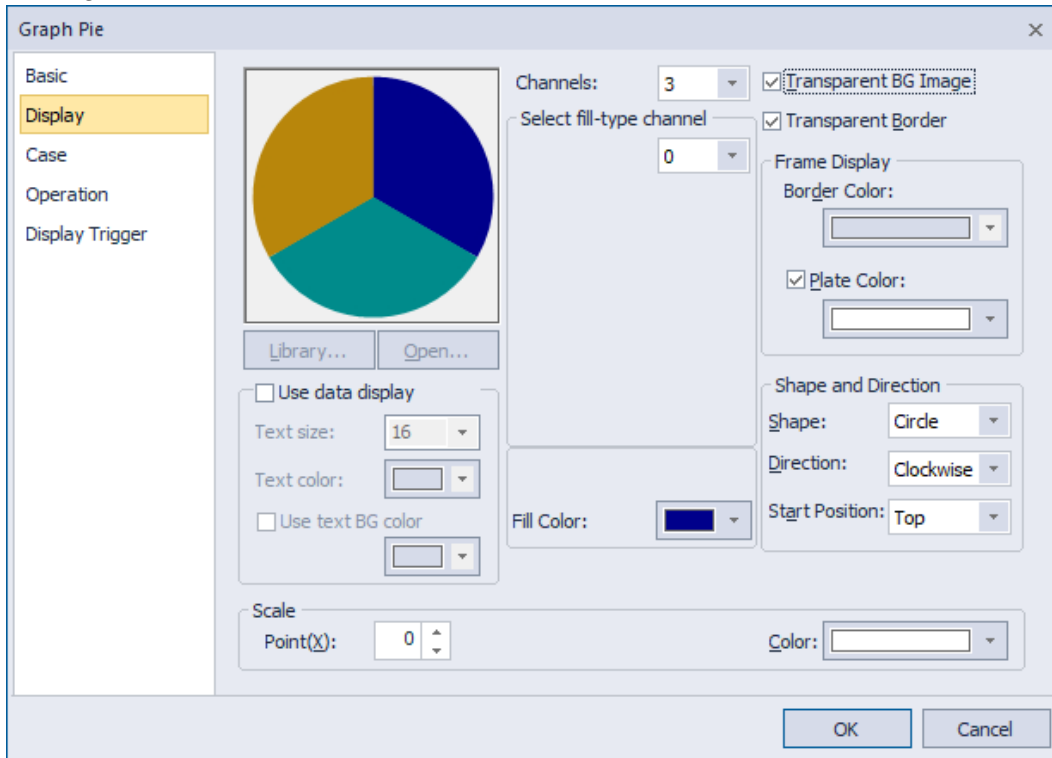 Graph Pie
Basic
Display
Case
Operation
Display Trigger
Library...
Open...
Use data display
Text size:
16
Text color:
Use text BG color
Channels:
3
Select fill-type channel
0
Fill Color:
Transparent BG Image
Transparent Border
Frame Display
Border Color:
Plate Color:
Shape and Direction
Shape:
Circle
Direction:
Clockwise
Start Position:
Top
Scale
Point(X):
0
Color:
OK
Cancel